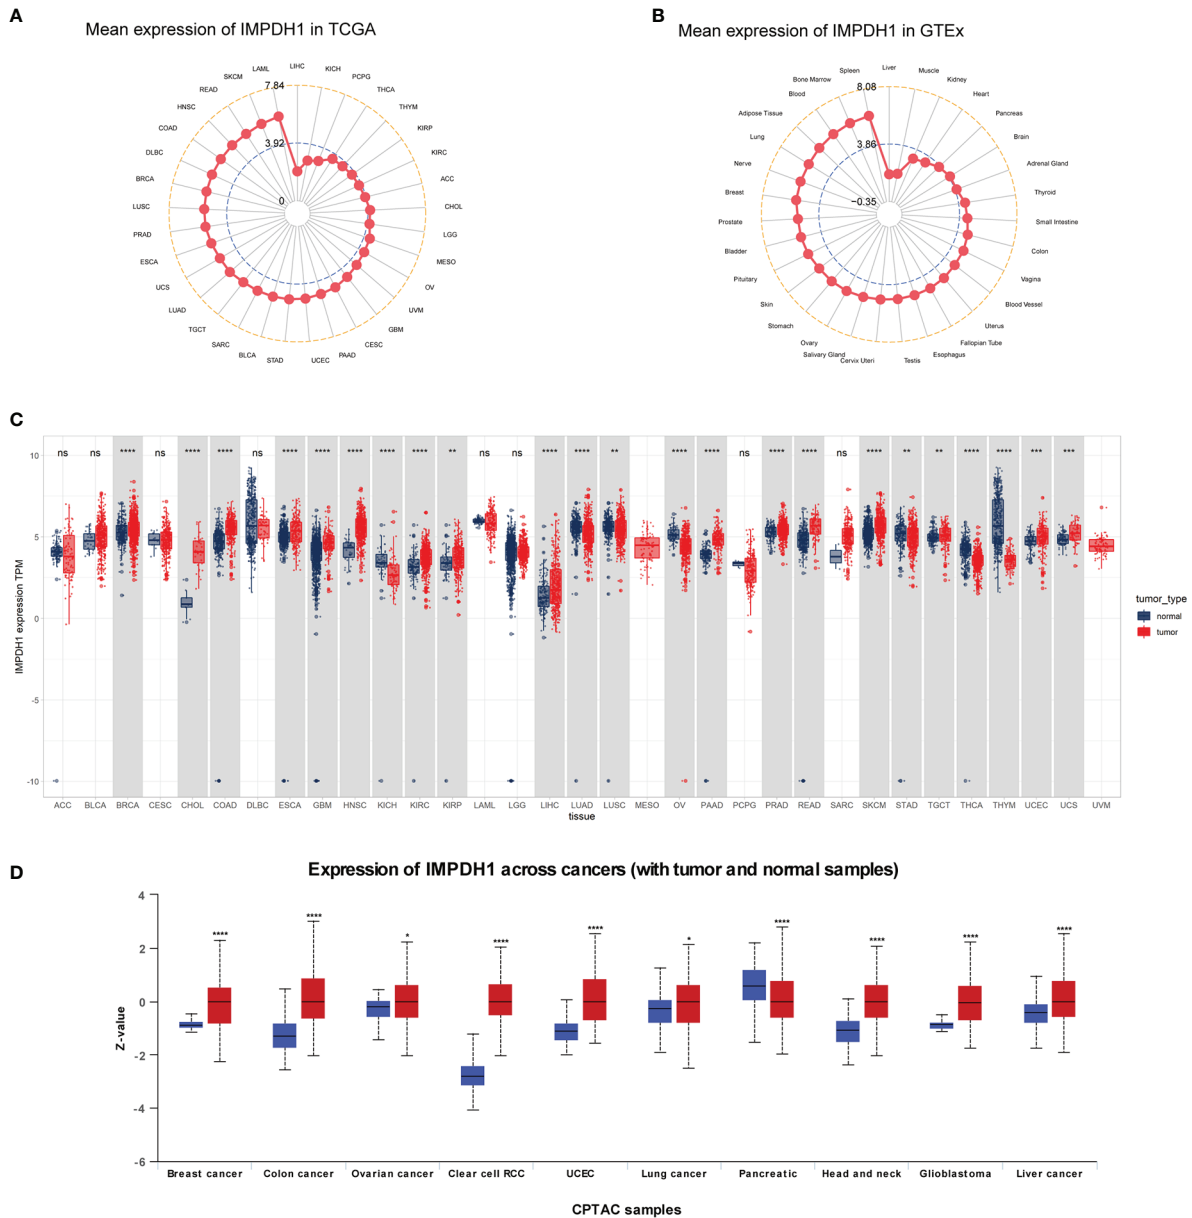 A
Mean expression of IMPDH1 in TCGA
LIHC
KICH
PCPG
THCA
THYM
KIRP
KIRC
ACC
CHOL
LGG
MESO
OV
UVM
GBM
CESC
PAAD
UCEC
STAD
BLCA
SARC
TGCT
LUAD
UCS
ESCA
PRAD
LUSC
BRCA
DLBC
COAD
HNSC
READ
SKCM
LAML
7.84
3.92
0
B
Mean expression of IMPDH1 in GTEx
Liver
Muscle
Kidney
Heart
Pancreas
Brain
Adrenal Gland
Thyroid
Small Intestine
Colon
Vagina
Blood Vessel
Uterus
Fallopian Tube
Esophagus
Testis
Cervix Uteri
Salivary Gland
Ovary
Stomach
Skin
Pituitary
Bladder
Prostate
Breast
Nerve
Lung
Adipose Tissue
Blood
Bone Marrow
Spleen
8.08
3.86
−0.35
C
ns ns **** ns **** **** ns **** **** **** **** **** ** ns ns **** **** ** **** **** ns **** **** ns **** ** ** **** **** *** ***
10
5
0
-5
-10
IMPDH1 expression TPM
ACC BLCA BRCA CESC CHOL COAD DLBC ESCA GBM HNSC KICH KIRC KIRP LAML LGG LIHC LUAD LUSC MESO OV PAAD PCPG PRAD READ SARC SKCM STAD TGCT THCA THYM UCEC UCS UVM
tissue
tumor_type
normal
tumor
D
Expression of IMPDH1 across cancers (with tumor and normal samples)
4
2
0
-2
-4
-6
Z-value
**** **** * **** **** * **** **** **** ****
Breast cancer Colon cancer Ovarian cancer Clear cell RCC UCEC Lung cancer Pancreatic Head and neck Glioblastoma Liver cancer
CPTAC samples